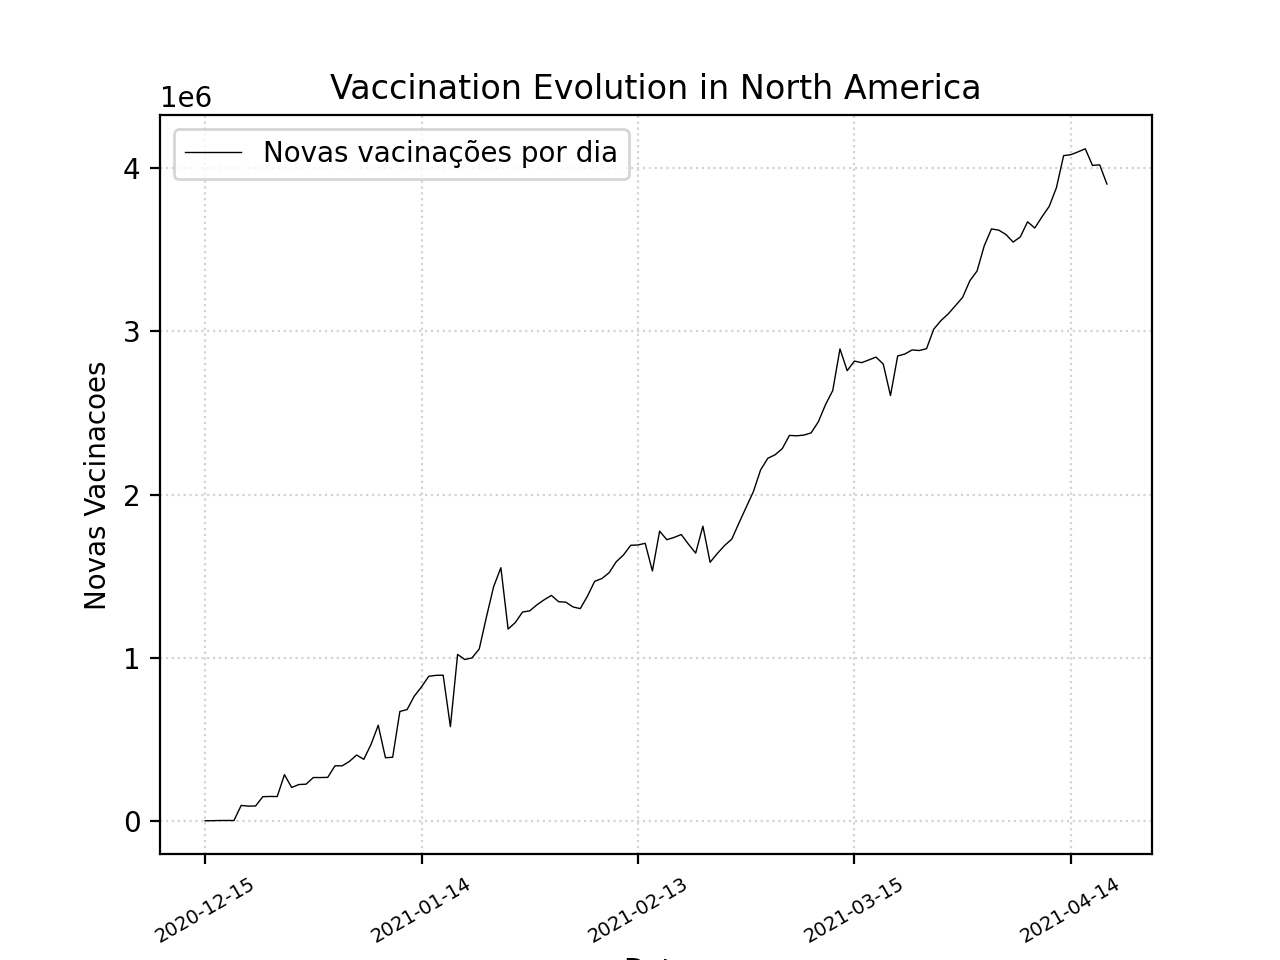 Vaccination Evolution in North America
1e6
Novas vacinações por dia
4
3
2
1
0
Novas Vacinacoes
2020-12-15
2021-01-14
2021-02-13
2021-03-15
2021-04-14